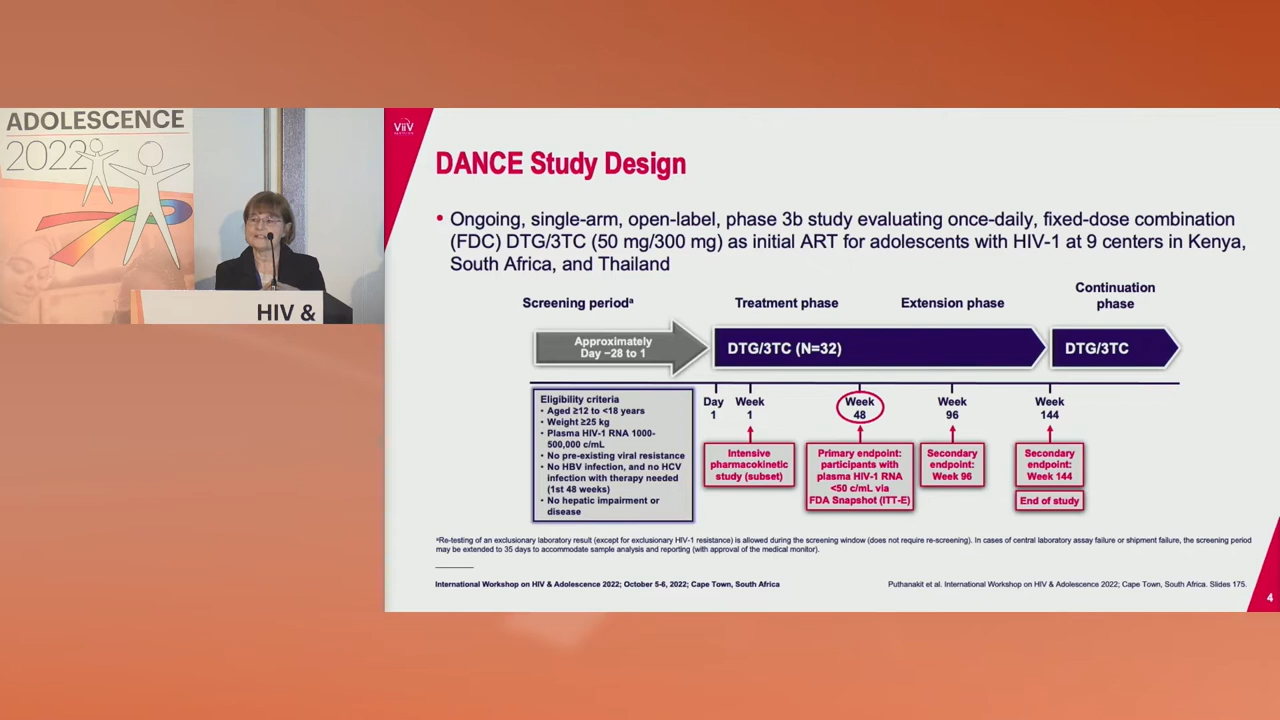 ADOLESCENCE
2022
HIV &
ViiV
DANCE Study Design
• Ongoing, single-arm, open-label, phase 3b study evaluating once-daily, fixed-dose combination
(FDC) DTG/3TC (50 mg/300 mg) as initial ART for adolescents with HIV-1 at 9 centers in Kenya,
South Africa, and Thailand
Screening periodª
Treatment phase
Extension phase
Continuation
phase
Approximately
Day −28 to 1
DTG/3TC (N=32)
DTG/3TC
Eligibility criteria
• Aged ≥12 to <18 years
• Weight ≥25 kg
• Plasma HIV-1 RNA 1000-
500,000 c/mL
• No pre-existing viral resistance
• No HBV infection, and no HCV
infection with therapy needed
(1st 48 weeks)
• No hepatic impairment or
disease
Day
1
Week
1
Week
48
Week
96
Week
144
Intensive
pharmacokinetic
study (subset)
Primary endpoint:
participants with
plasma HIV-1 RNA
<50 c/mL via
FDA Snapshot (ITT-E)
Secondary
endpoint:
Week 96
Secondary
endpoint:
Week 144
End of study
ªRe-testing of an exclusionary laboratory result (except for exclusionary HIV-1 resistance) is allowed during the screening window (does not require re-screening). In cases of central laboratory assay failure or shipment failure, the screening period
may be extended to 35 days to accommodate sample analysis and reporting (with approval of the medical monitor).
International Workshop on HIV & Adolescence 2022; October 5-6, 2022; Cape Town, South Africa
Puthanakit et al. International Workshop on HIV & Adolescence 2022; Cape Town, South Africa. Slides 175.
4